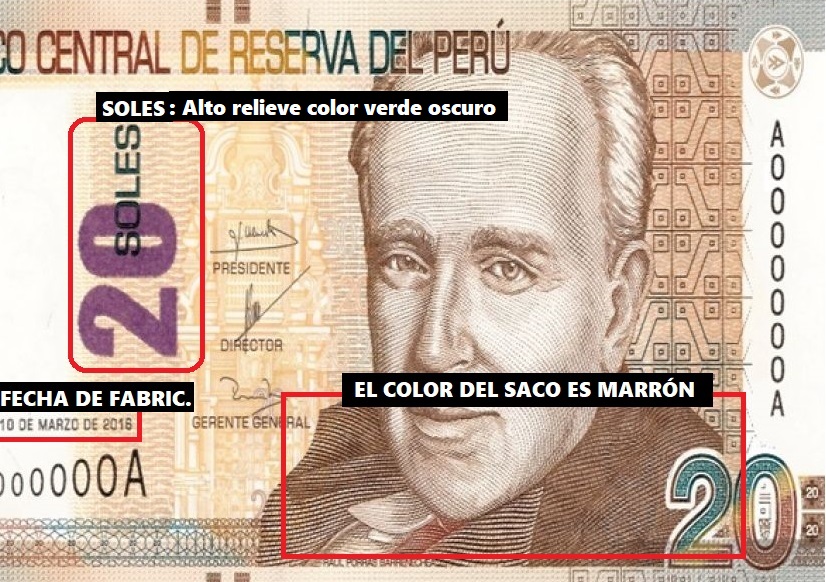 CO CENTRAL DE RESERVA DEL PERÚ
SOLES : Alto relieve color verde oscuro
20
SOLES
PRESIDENTE
DIRECTOR
GERENTE GENERAL
EL COLOR DEL SACO ES MARRÓN
FECHA DE FABRIC.
10 DE MARZO DE 2016
000000A
A0000000A
20
20
20
RAÚL PORRAS BARRENECHEA